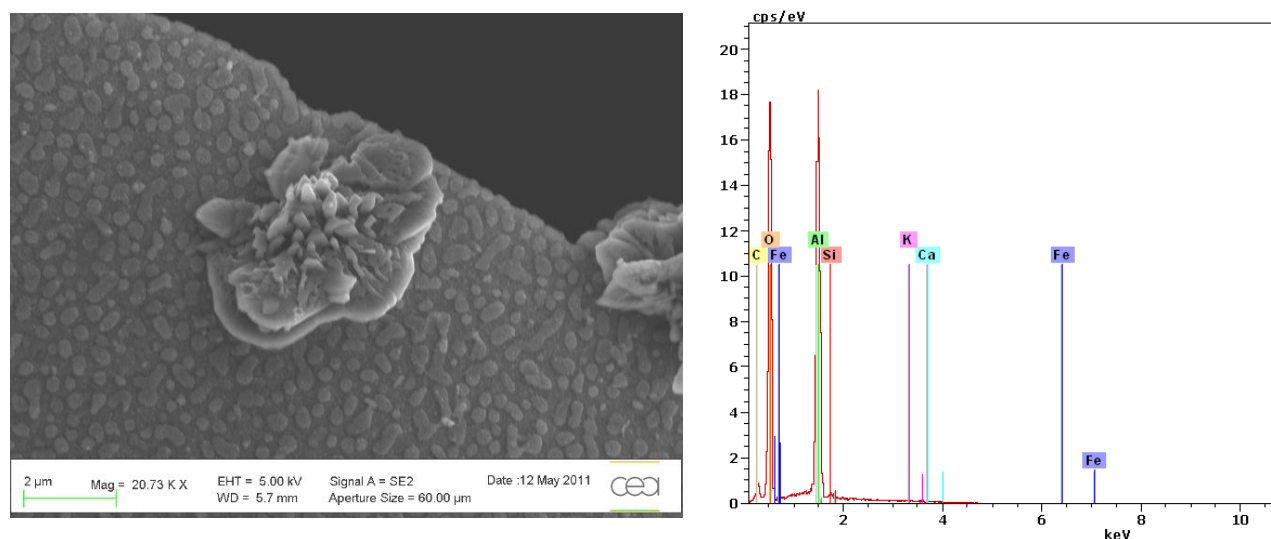 2 µm
Mag = 20.73 K X
EHT = 5.00 kV
WD = 5.7 mm
Signal A = SE2
Aperture Size = 60.00 µm
Date :12 May 2011
cea
cps/eV
20
18
16
14
12
10
8
6
4
2
0
C
O
Fe
Al
Si
K
Ca
Fe
Fe
2
4
6
8
10
keV